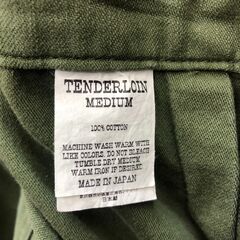 TENDERLOIN
MEDIUM
100% COTTON
MACHINE WASH WARM WITH
LIKE COLORS. DO NOT BLEACH
TUMBLE DRY MEDIUM
WARM IRON IF DESIRED.
MADE IN JAPAN